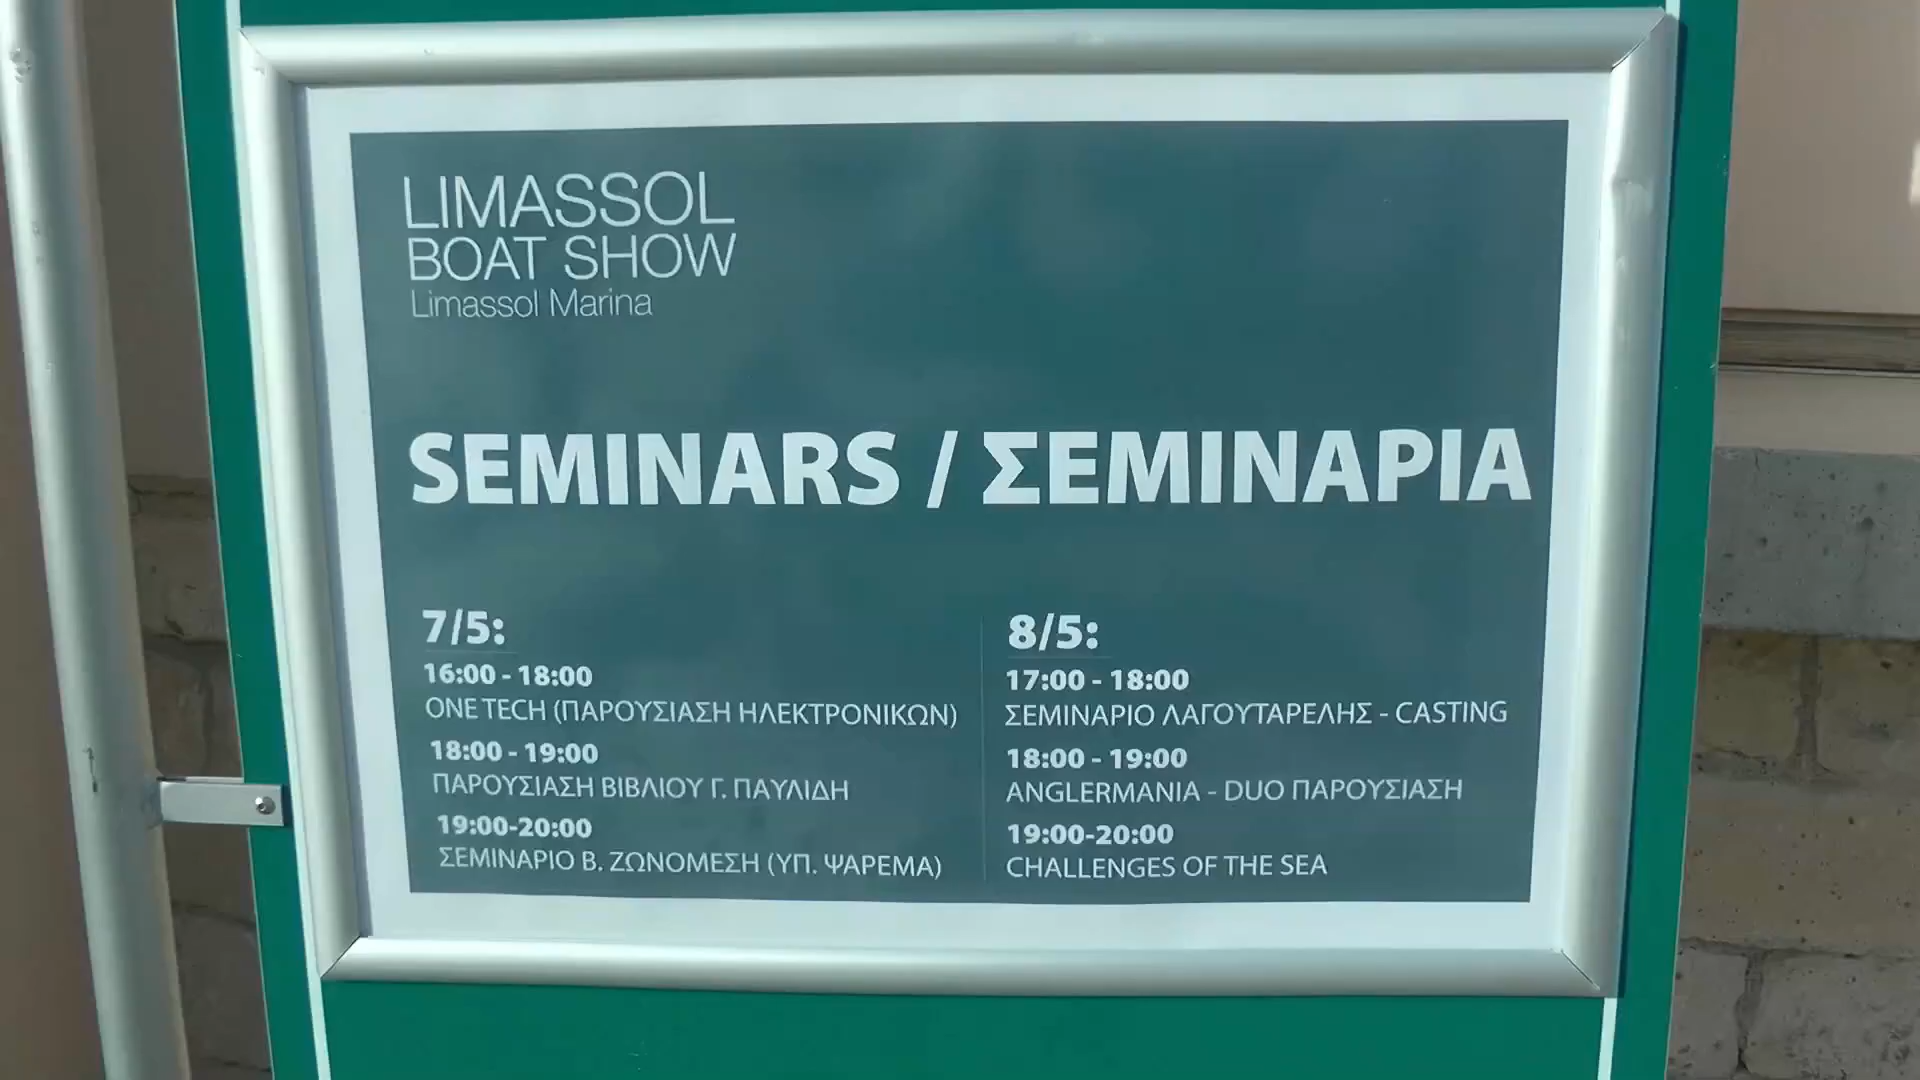 LIMASSOL
BOAT SHOW
Limassol Marina
SEMINARS / ΣΕΜΙΝΑΡΙΑ
7/5:
16:00 - 18:00
ONE TECH (ΠΑΡΟΥΣΙΑΣΗ ΗΛΕΚΤΡΟΝΙΚΩΝ)
18:00 - 19:00
ΠΑΡΟΥΣΙΑΣΗ ΒΙΒΛΙΟΥ Γ. ΠΑΥΛΙΔΗ
19:00-20:00
ΣΕΜΙΝΑΡΙΟ Β. ΖΩΝΟΜΕΣΗ (ΥΠ. ΨΑΡΕΜΑ)
8/5:
17:00 - 18:00
ΣΕΜΙΝΑΡΙΟ ΛΑΓΟΥΤΑΡΕΛΗΣ - CASTING
18:00 - 19:00
ANGLERMANIA - DUO ΠΑΡΟΥΣΙΑΣΗ
19:00-20:00
CHALLENGES OF THE SEA